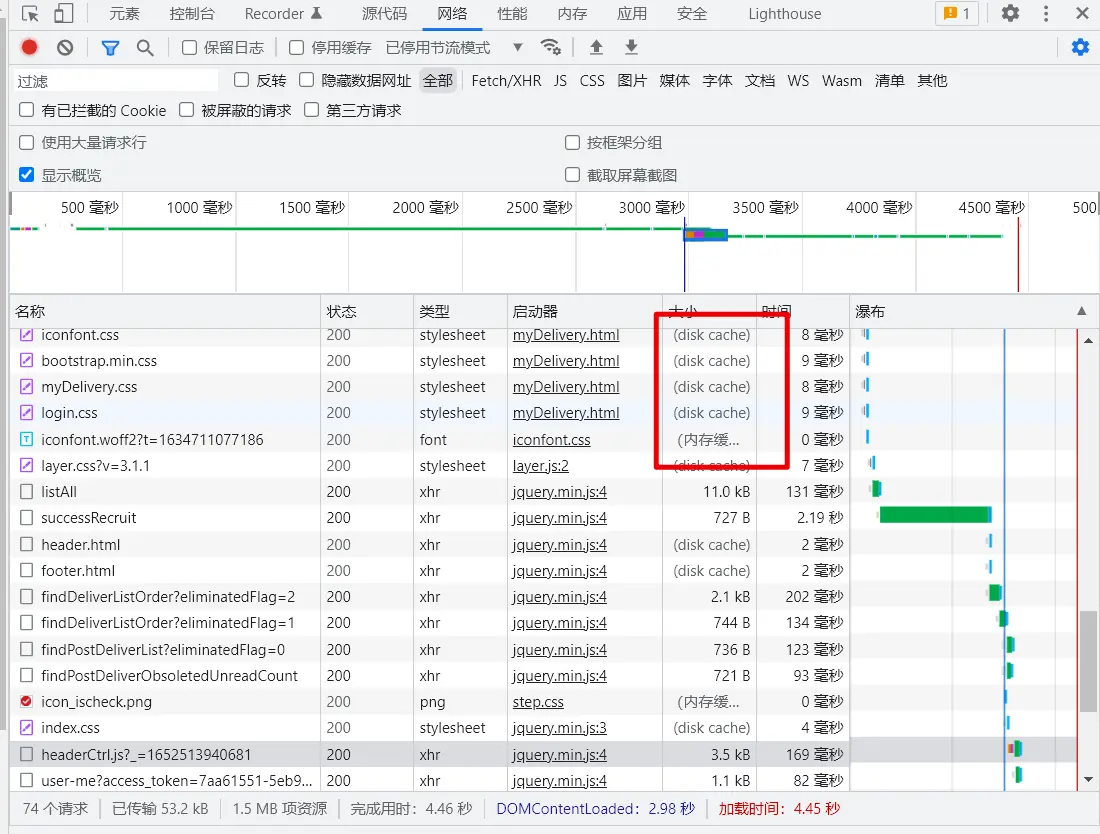 元素 控制台 Recorder 源代码 网络 性能 内存 应用 安全 Lighthouse 1
保留日志 停用缓存 已停用节流模式
过滤 反转 隐藏数据网址 全部 Fetch/XHR JS CSS 图片 媒体 字体 文档 WS Wasm 清单 其他
有已拦截的 Cookie 被屏蔽的请求 第三方请求
使用大量请求行 按框架分组
显示概览 截取屏幕截图
500 毫秒 1000 毫秒 1500 毫秒 2000 毫秒 2500 毫秒 3000 毫秒 3500 毫秒 4000 毫秒 4500 毫秒 500
名称 状态 类型 启动器 大小 时间 瀑布
iconfont.css 200 stylesheet myDelivery.html (disk cache) 8 毫秒
bootstrap.min.css 200 stylesheet myDelivery.html (disk cache) 9 毫秒
myDelivery.css 200 stylesheet myDelivery.html (disk cache) 8 毫秒
login.css 200 stylesheet myDelivery.html (disk cache) 9 毫秒
T iconfont.woff2?t=1634711077186 200 font iconfont.css (内存缓... 0 毫秒
layer.css?v=3.1.1 200 stylesheet layer.js:2 (disk cache) 7 毫秒
listAll 200 xhr jquery.min.js:4 11.0 kB 131 毫秒
successRecruit 200 xhr jquery.min.js:4 727 B 2.19 秒
header.html 200 xhr jquery.min.js:4 (disk cache) 2 毫秒
footer.html 200 xhr jquery.min.js:4 (disk cache) 2 毫秒
findDeliverListOrder?eliminatedFlag=2 200 xhr jquery.min.js:4 2.1 kB 202 毫秒
findDeliverListOrder?eliminatedFlag=1 200 xhr jquery.min.js:4 744 B 134 毫秒
findPostDeliverList?eliminatedFlag=0 200 xhr jquery.min.js:4 736 B 123 毫秒
findPostDeliverObsoletedUnreadCount 200 xhr jquery.min.js:4 721 B 93 毫秒
icon_ischeck.png 200 png step.css (内存缓... 0 毫秒
index.css 200 stylesheet jquery.min.js:3 (disk cache) 4 毫秒
headerCtrl.js?_=1652513940681 200 xhr jquery.min.js:4 3.5 kB 169 毫秒
user-me?access_token=7aa61551-5eb9... 200 xhr jquery.min.js:4 1.1 kB 82 毫秒
74 个请求 已传输 53.2 kB 1.5 MB 项资源 完成用时：4.46 秒 DOMContentLoaded：2.98 秒 加载时间：4.45 秒